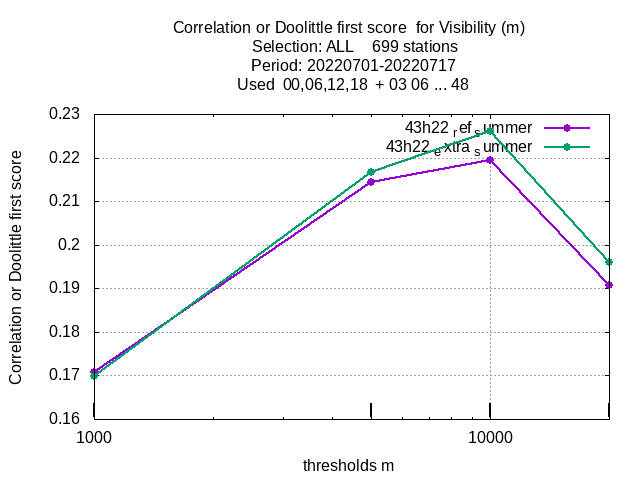 Correlation or Doolittle first score  for Visibility (m)
Selection: ALL    699 stations
Period: 20220701-20220717
Used  00,06,12,18  + 03 06 ... 48
43h22 ref summer
43h22 extra summer
0.23
0.22
0.21
0.2
0.19
0.18
0.17
0.16
Correlation or Doolittle first score
1000
10000
thresholds m